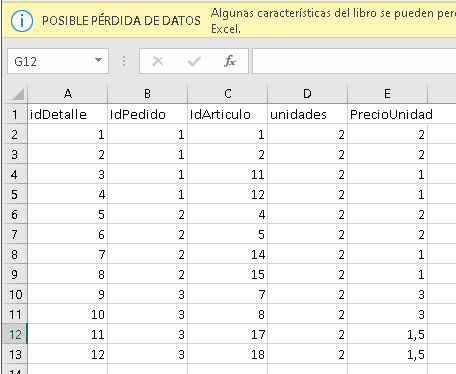 POSIBLE PÉRDIDA DE DATOS Algunas características del libro se pueden
Excel.
G12 fx
A B C D E
1 idDetalle IdPedido IdArticulo unidades PrecioUnidad
2 1 1 1 2 2
3 2 1 2 2 2
4 3 1 11 2 1
5 4 1 12 2 1
6 5 2 4 2 2
7 6 2 5 2 2
8 7 2 14 2 1
9 8 2 15 2 1
10 9 3 7 2 3
11 10 3 8 2 3
12 11 3 17 2 1,5
13 12 3 18 2 1,5